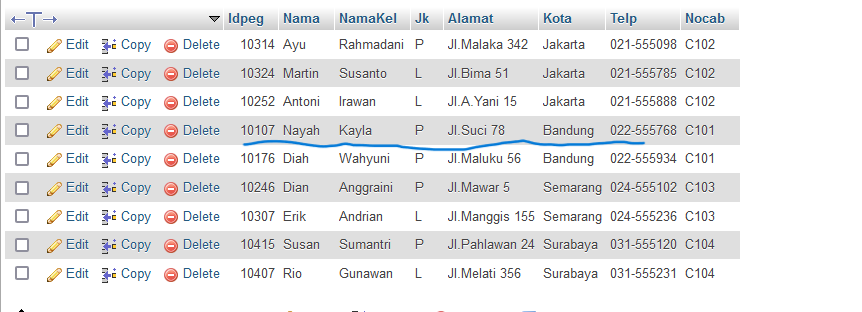 Idpeg Nama NamaKel Jk Alamat Kota Telp Nocab
Edit Copy Delete 10314 Ayu Rahmadani P Jl.Malaka 342 Jakarta 021-555098 C102
Edit Copy Delete 10324 Martin Susanto L Jl.Bima 51 Jakarta 021-555785 C102
Edit Copy Delete 10252 Antoni Irawan L Jl.A.Yani 15 Jakarta 021-555888 C102
Edit Copy Delete 10107 Nayah Kayla P Jl.Suci 78 Bandung 022-555768 C101
Edit Copy Delete 10176 Diah Wahyuni P Jl.Maluku 56 Bandung 022-555934 C101
Edit Copy Delete 10246 Dian Anggraini P Jl.Mawar 5 Semarang 024-555102 C103
Edit Copy Delete 10307 Erik Andrian L Jl.Manggis 155 Semarang 024-555236 C103
Edit Copy Delete 10415 Susan Sumantri P Jl.Pahlawan 24 Surabaya 031-555120 C104
Edit Copy Delete 10407 Rio Gunawan L Jl.Melati 356 Surabaya 031-555231 C104